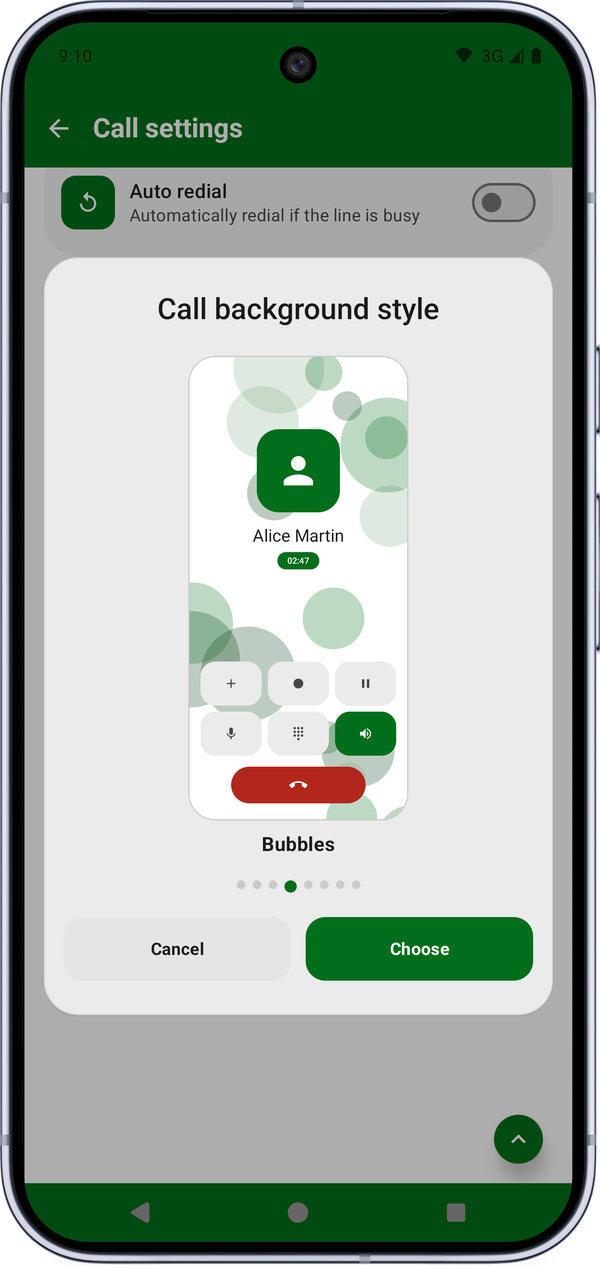 9:10
3G
Call settings
Auto redial
Automatically redial if the line is busy
Call background style
Alice Martin
02:47
Bubbles
Cancel
Choose